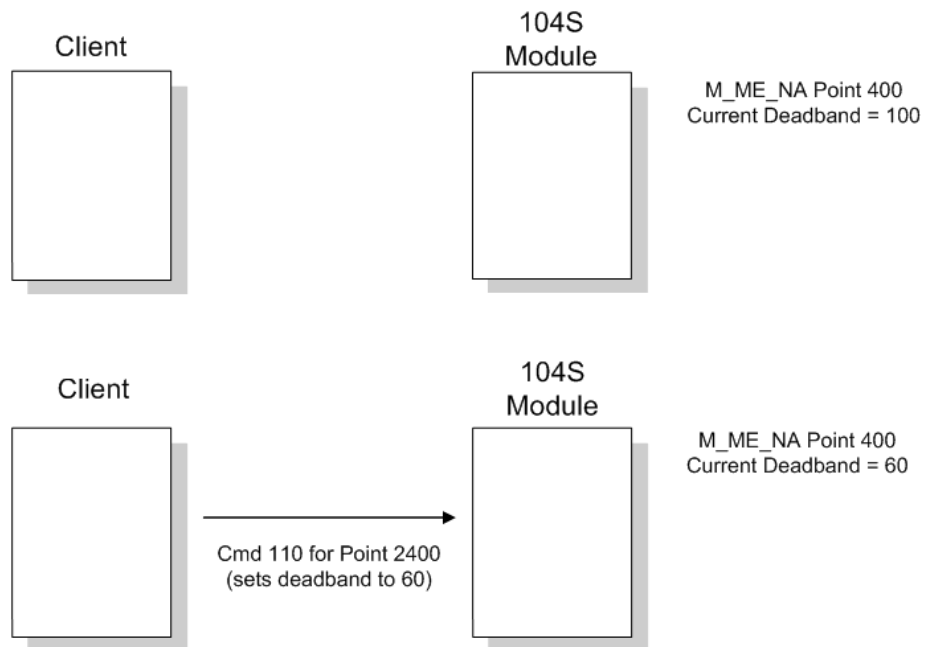 Client
104S
Module
M_ME_NA Point 400
Current Deadband = 100
Client
104S
Module
M_ME_NA Point 400
Current Deadband = 60
Cmd 110 for Point 2400
(sets deadband to 60)